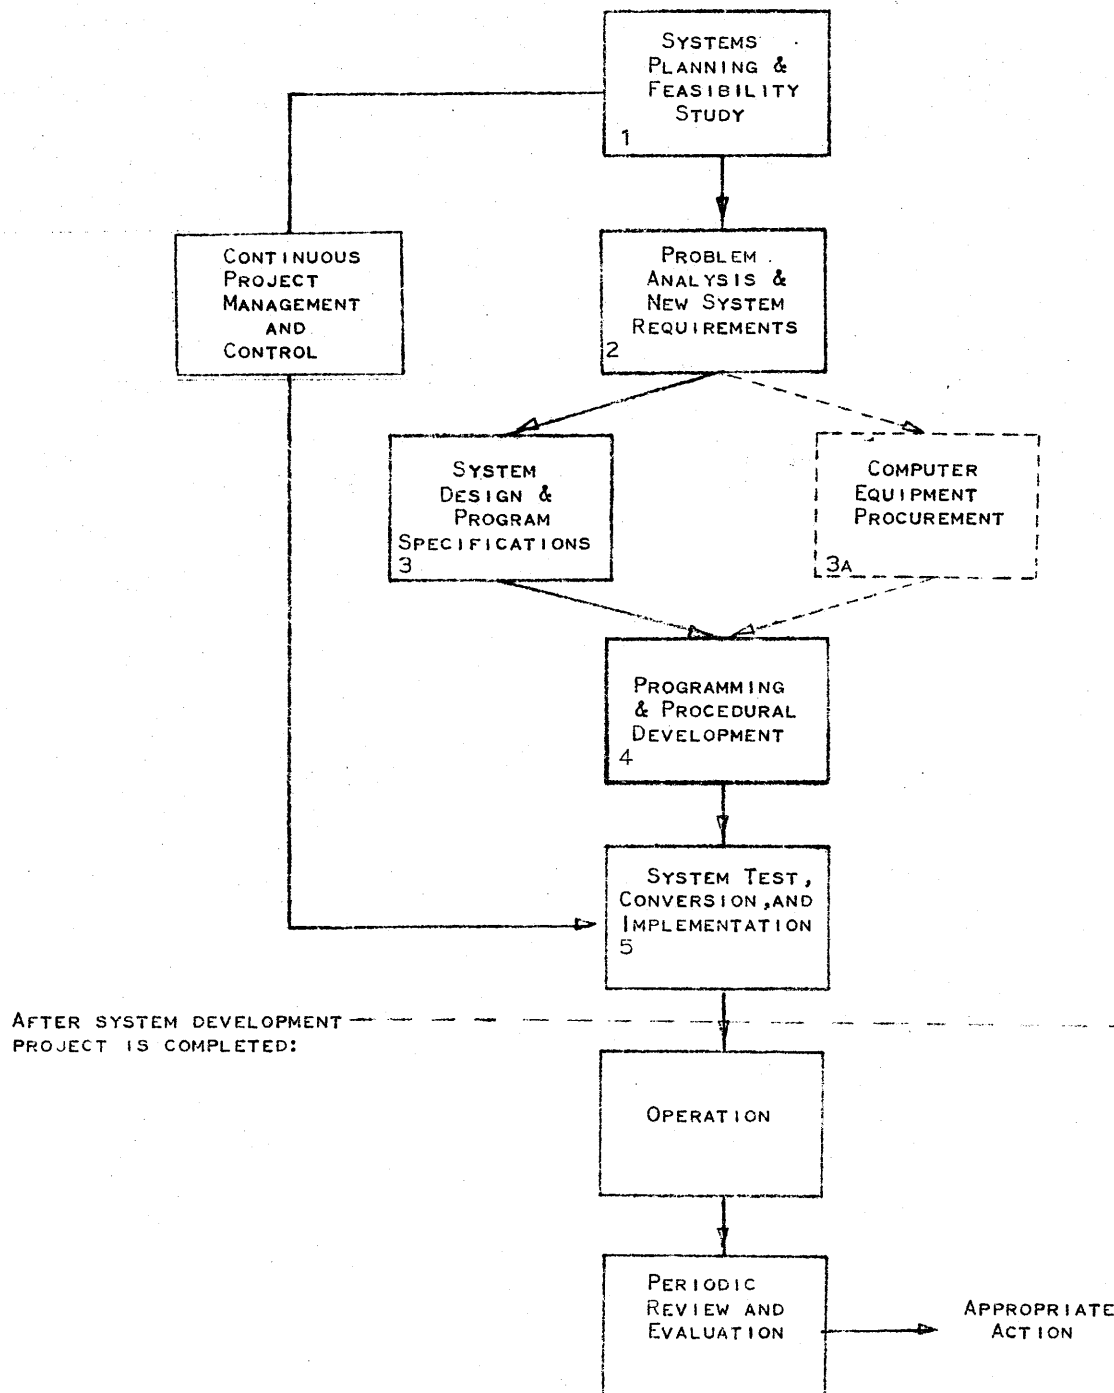 SYSTEMS
PLANNING &
FEASIBILITY
STUDY
1
CONTINUOUS
PROJECT
MANAGEMENT
AND
CONTROL
PROBLEM
ANALYSIS &
NEW SYSTEM
REQUIREMENTS
2
SYSTEM
DESIGN &
PROGRAM
SPECIFICATIONS
3
COMPUTER
EQUIPMENT
PROCUREMENT
3A
PROGRAMMING
& PROCEDURAL
DEVELOPMENT
4
SYSTEM TEST,
CONVERSION, AND
IMPLEMENTATION
5
AFTER SYSTEM DEVELOPMENT
PROJECT IS COMPLETED:
OPERATION
PERIODIC
REVIEW AND
EVALUATION
APPROPRIATE
ACTION